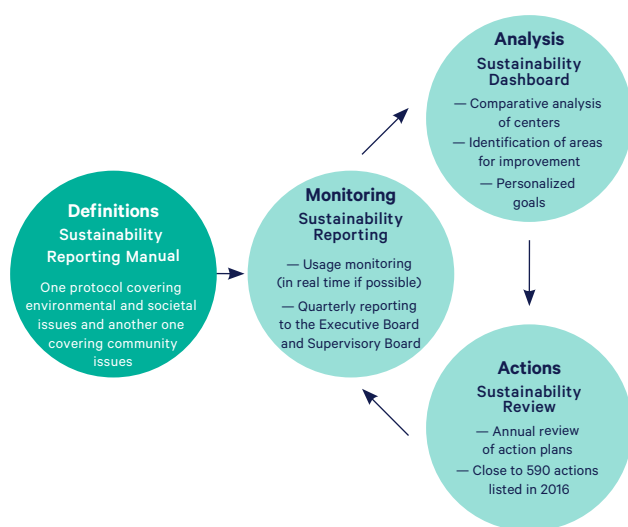 Definitions
Sustainability
Reporting Manual
One protocol covering
environmental and societal
issues and another one
covering community
issues
Monitoring
Sustainability
Reporting
— Usage monitoring
(in real time if possible)
— Quarterly reporting
to the Executive Board
and Supervisory Board
Analysis
Sustainability
Dashboard
— Comparative analysis
of centers
— Identification of areas
for improvement
— Personalized
goals
Actions
Sustainability
Review
— Annual review
of action plans
— Close to 590 actions
listed in 2016